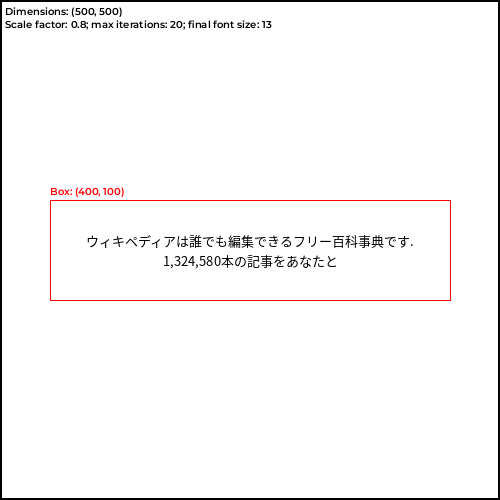 Dimensions: (500, 500)
Scale factor: 0.8; max iterations: 20; final font size: 13
Box: (400, 100)
ウィキペディアは誰でも編集できるフリー百科事典です.
1,324,580本の記事をあなたと